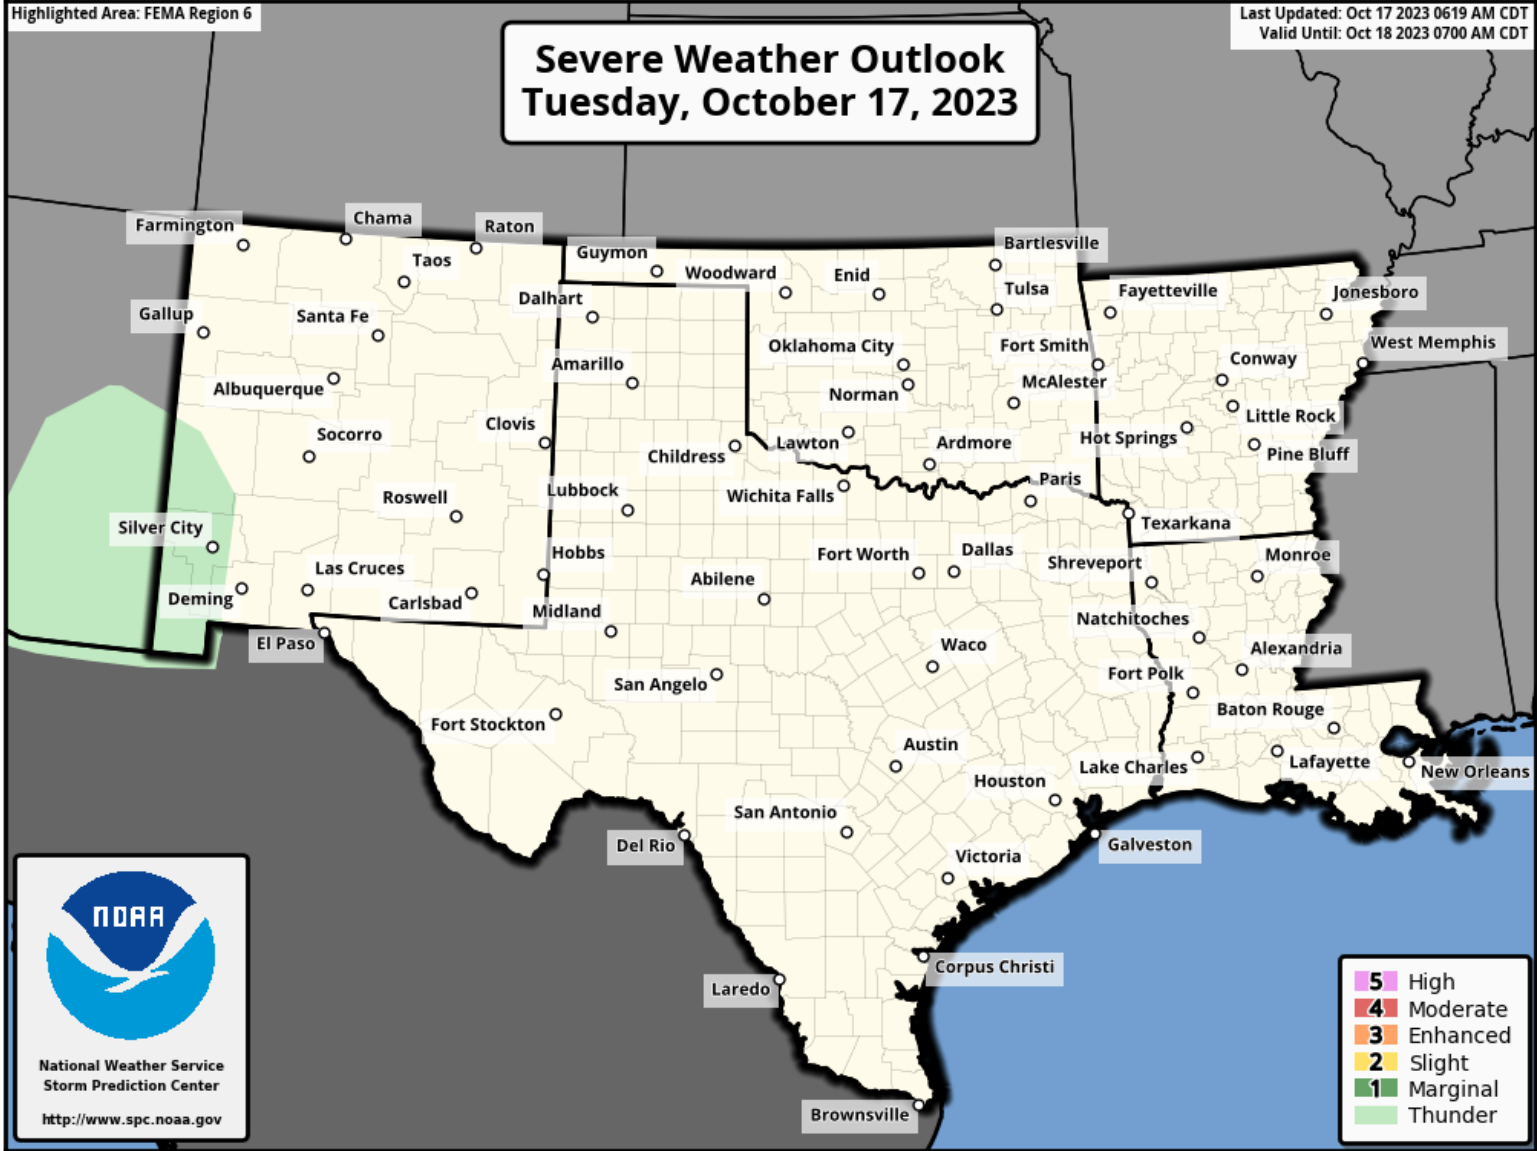 Highlighted Area: FEMA Region 6
Last Updated: Oct 17 2023 0619 AM CDT
Valid Until: Oct 18 2023 0700 AM CDT
Severe Weather Outlook
Tuesday, October 17, 2023
Farmington
Chama
Raton
Taos
Guymon
Woodward
Enid
Bartlesville
Tulsa
Fayetteville
Jonesboro
Gallup
Santa Fe
Dalhart
Oklahoma City
Fort Smith
West Memphis
Albuquerque
Amarillo
Norman
McAlester
Conway
Little Rock
Socorro
Clovis
Childress
Lawton
Ardmore
Hot Springs
Pine Bluff
Roswell
Lubbock
Wichita Falls
Paris
Texarkana
Silver City
Las Cruces
Hobbs
Abilene
Fort Worth
Dallas
Shreveport
Monroe
Deming
Carlsbad
Midland
Natchitoches
El Paso
San Angelo
Waco
Fort Polk
Alexandria
Fort Stockton
Austin
Baton Rouge
Houston
Lake Charles
Lafayette
New Orleans
San Antonio
Del Rio
Victoria
Galveston
Laredo
Corpus Christi
Brownsville
NOAA
National Weather Service
Storm Prediction Center
http://www.spc.noaa.gov
5 High
4 Moderate
3 Enhanced
2 Slight
1 Marginal
Thunder